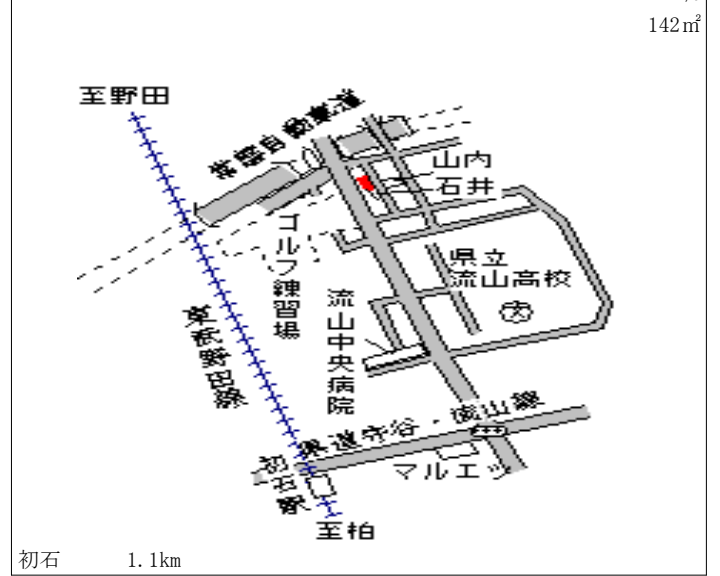 142㎡
至野田
常磐自動車道
山内
石井
ゴルフ練習場
県立
流山高校
文
流山中央病院
東武野田線
県道守谷・流山線
初石駅
マルエツ
至柏
初石 1.1km